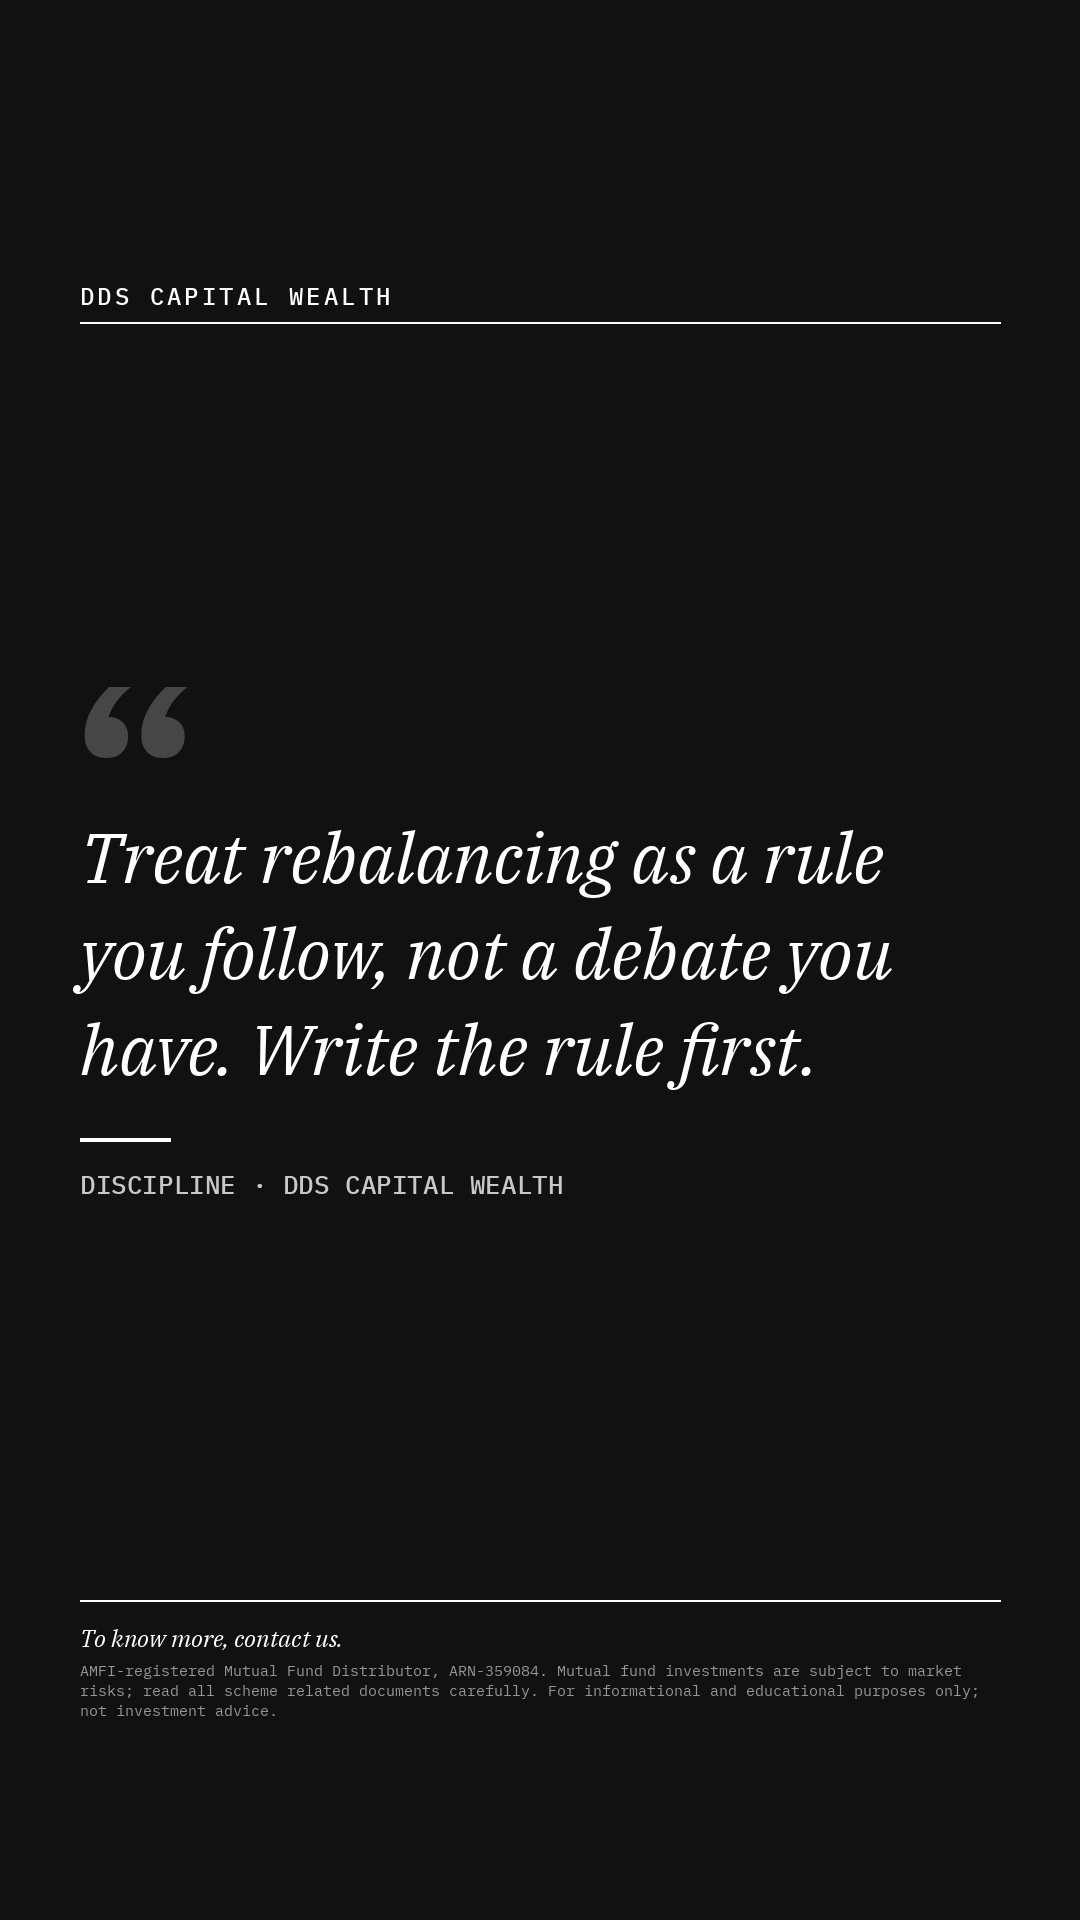 DDS CAPITAL WEALTH
“
Treat rebalancing as a rule
you follow, not a debate you
have. Write the rule first.
DISCIPLINE · DDS CAPITAL WEALTH
To know more, contact us.
AMFI-registered Mutual Fund Distributor, ARN-359084. Mutual fund investments are subject to market
risks; read all scheme related documents carefully. For informational and educational purposes only;
not investment advice.